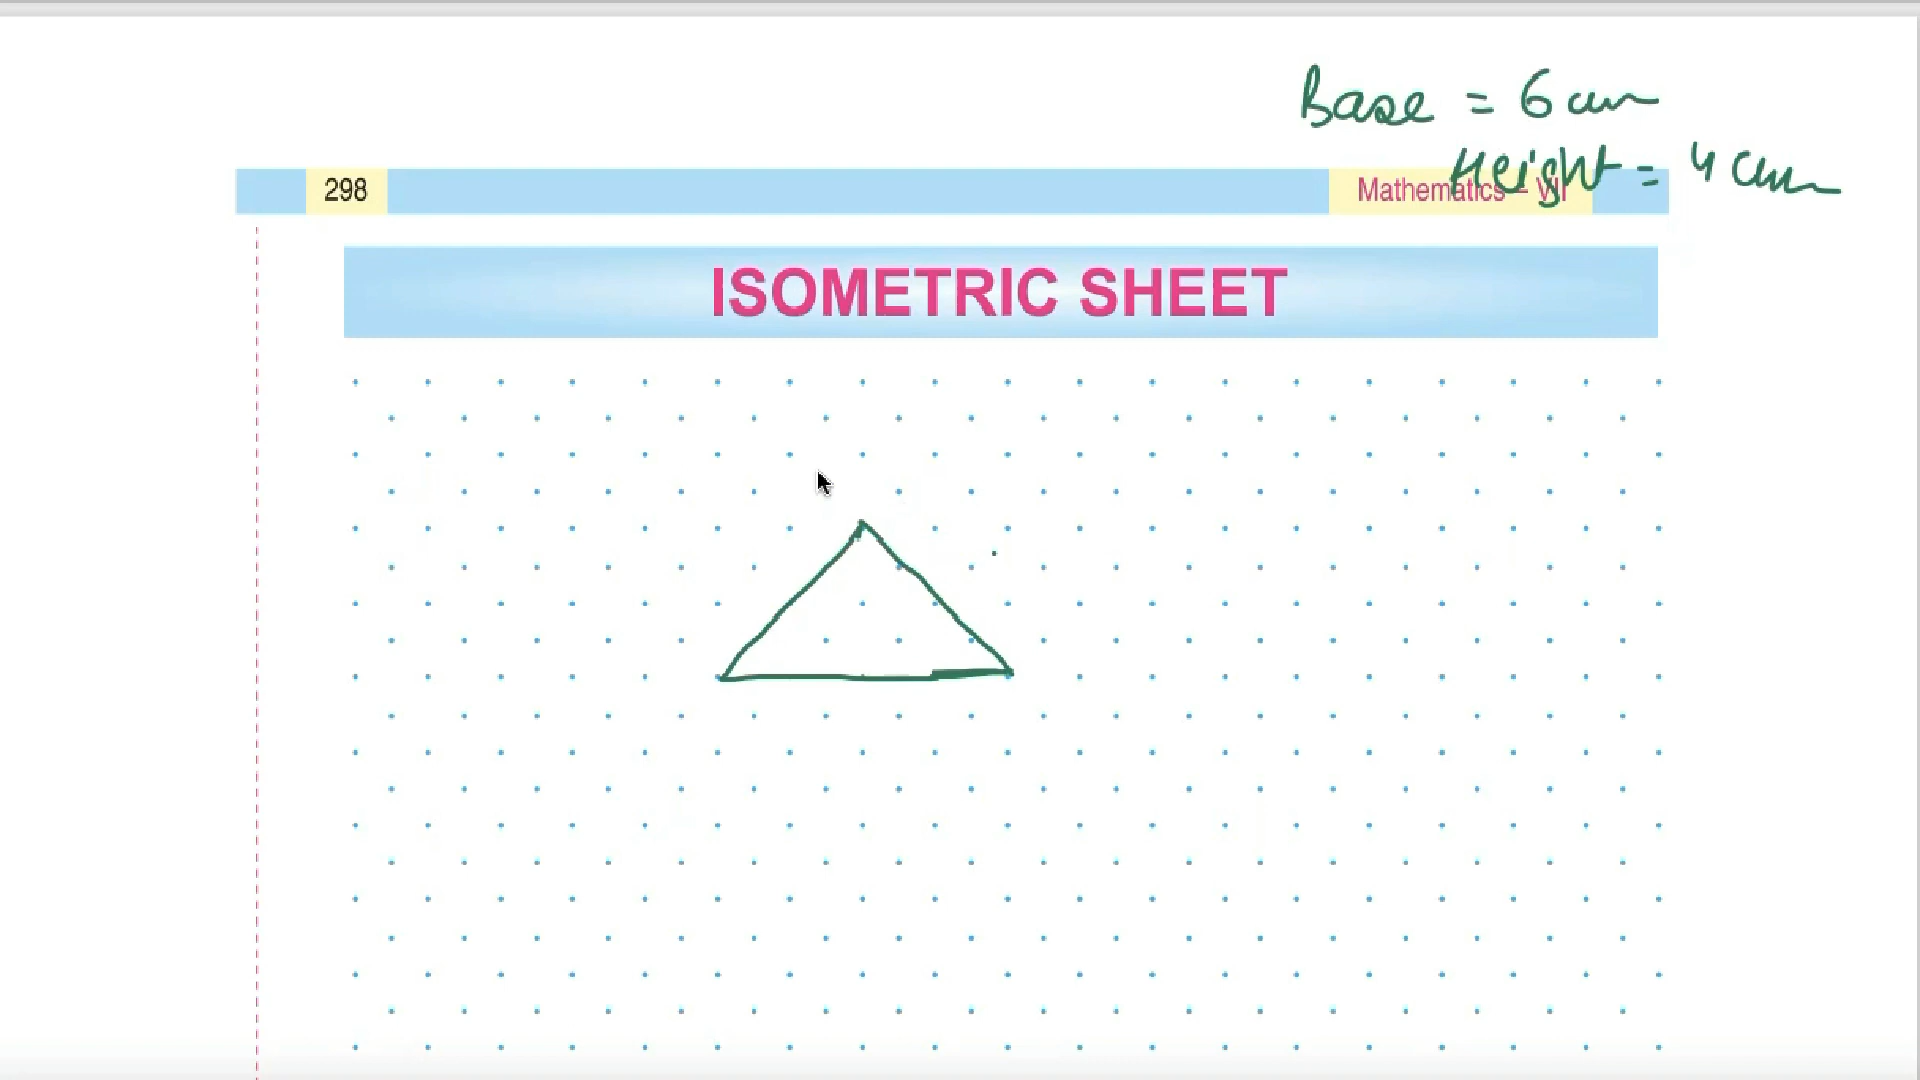 Base = 6 cm
Height = 4 cm
298
Mathematics – VII
ISOMETRIC SHEET